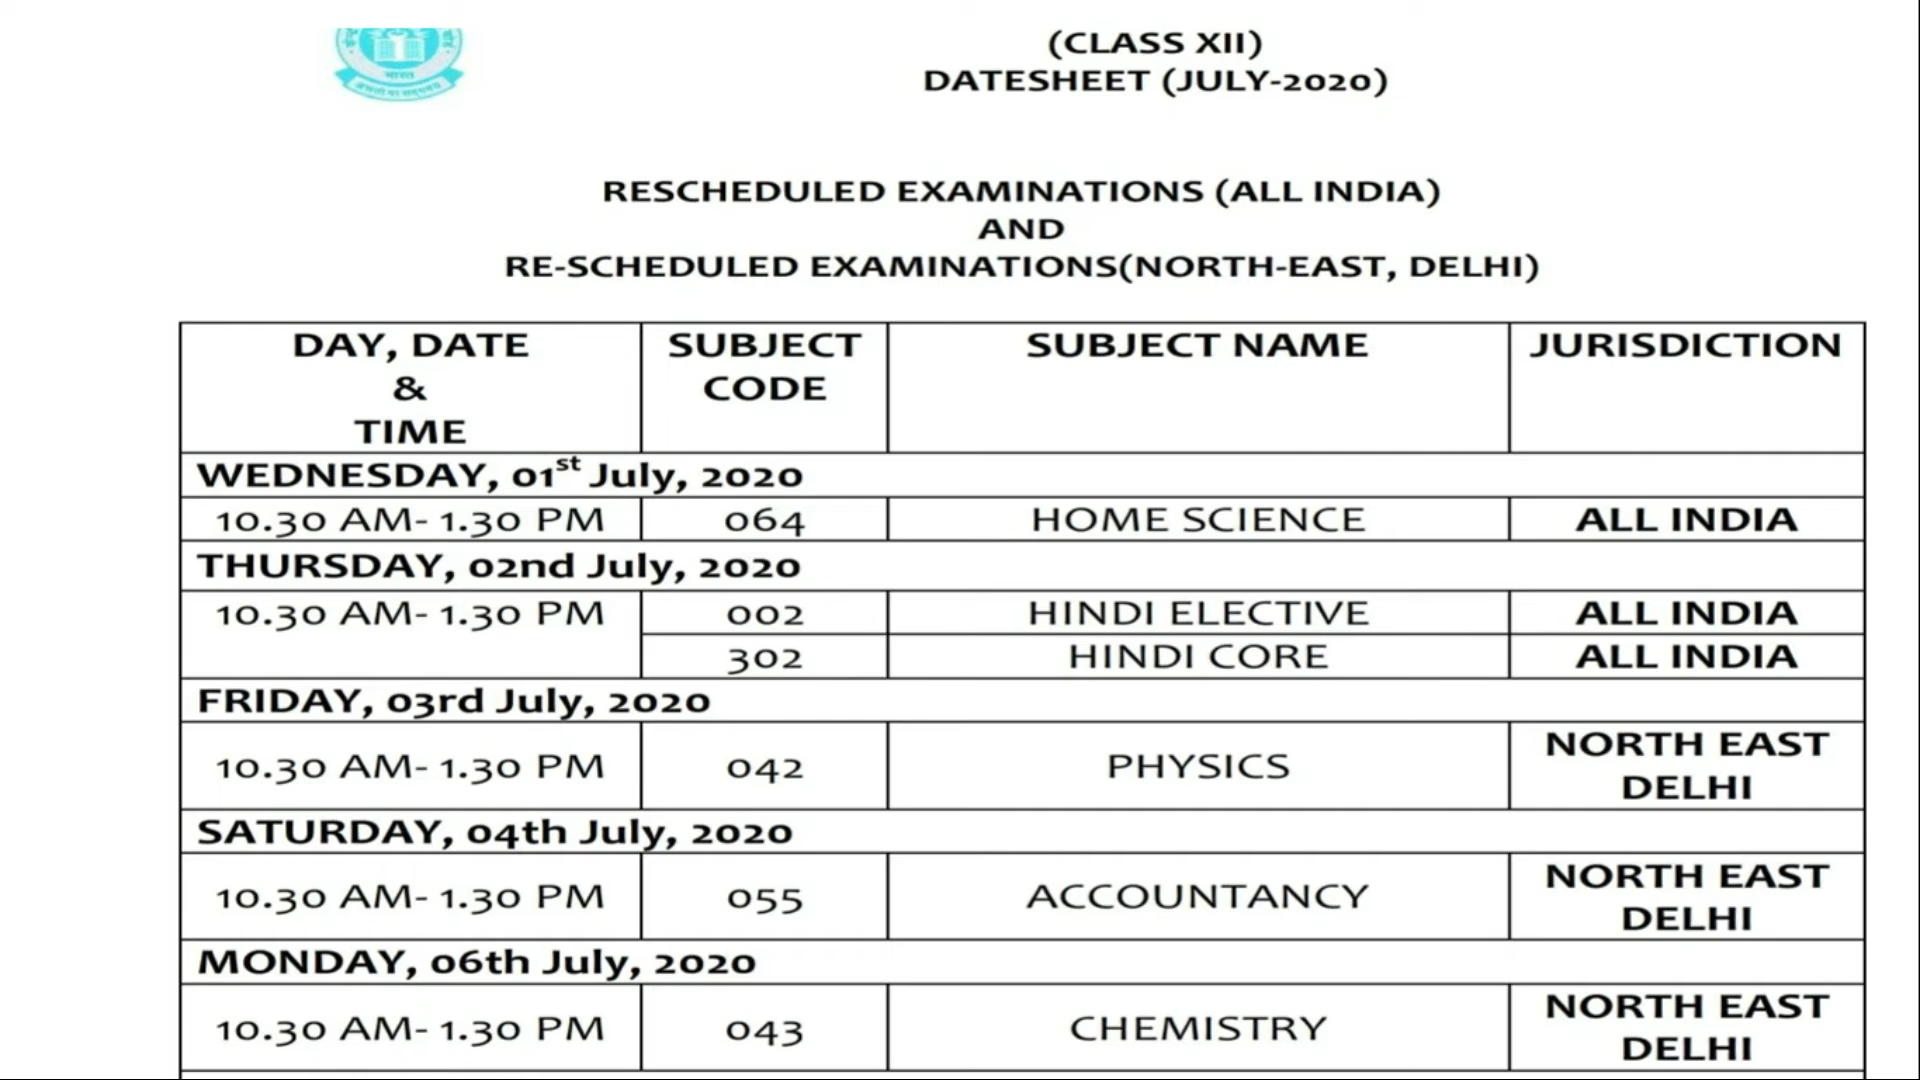 भारत
असतो मा सद्गमय
(CLASS XII)
DATESHEET (JULY-2020)
RESCHEDULED EXAMINATIONS (ALL INDIA)
AND
RE-SCHEDULED EXAMINATIONS(NORTH-EAST, DELHI)
DAY, DATE
&
TIME
SUBJECT
CODE
SUBJECT NAME
JURISDICTION
WEDNESDAY, 01st July, 2020
10.30 AM- 1.30 PM 064 HOME SCIENCE ALL INDIA
THURSDAY, 02nd July, 2020
10.30 AM- 1.30 PM 002 HINDI ELECTIVE ALL INDIA
302 HINDI CORE ALL INDIA
FRIDAY, 03rd July, 2020
10.30 AM- 1.30 PM 042 PHYSICS NORTH EAST
DELHI
SATURDAY, 04th July, 2020
10.30 AM- 1.30 PM 055 ACCOUNTANCY NORTH EAST
DELHI
MONDAY, 06th July, 2020
10.30 AM- 1.30 PM 043 CHEMISTRY NORTH EAST
DELHI